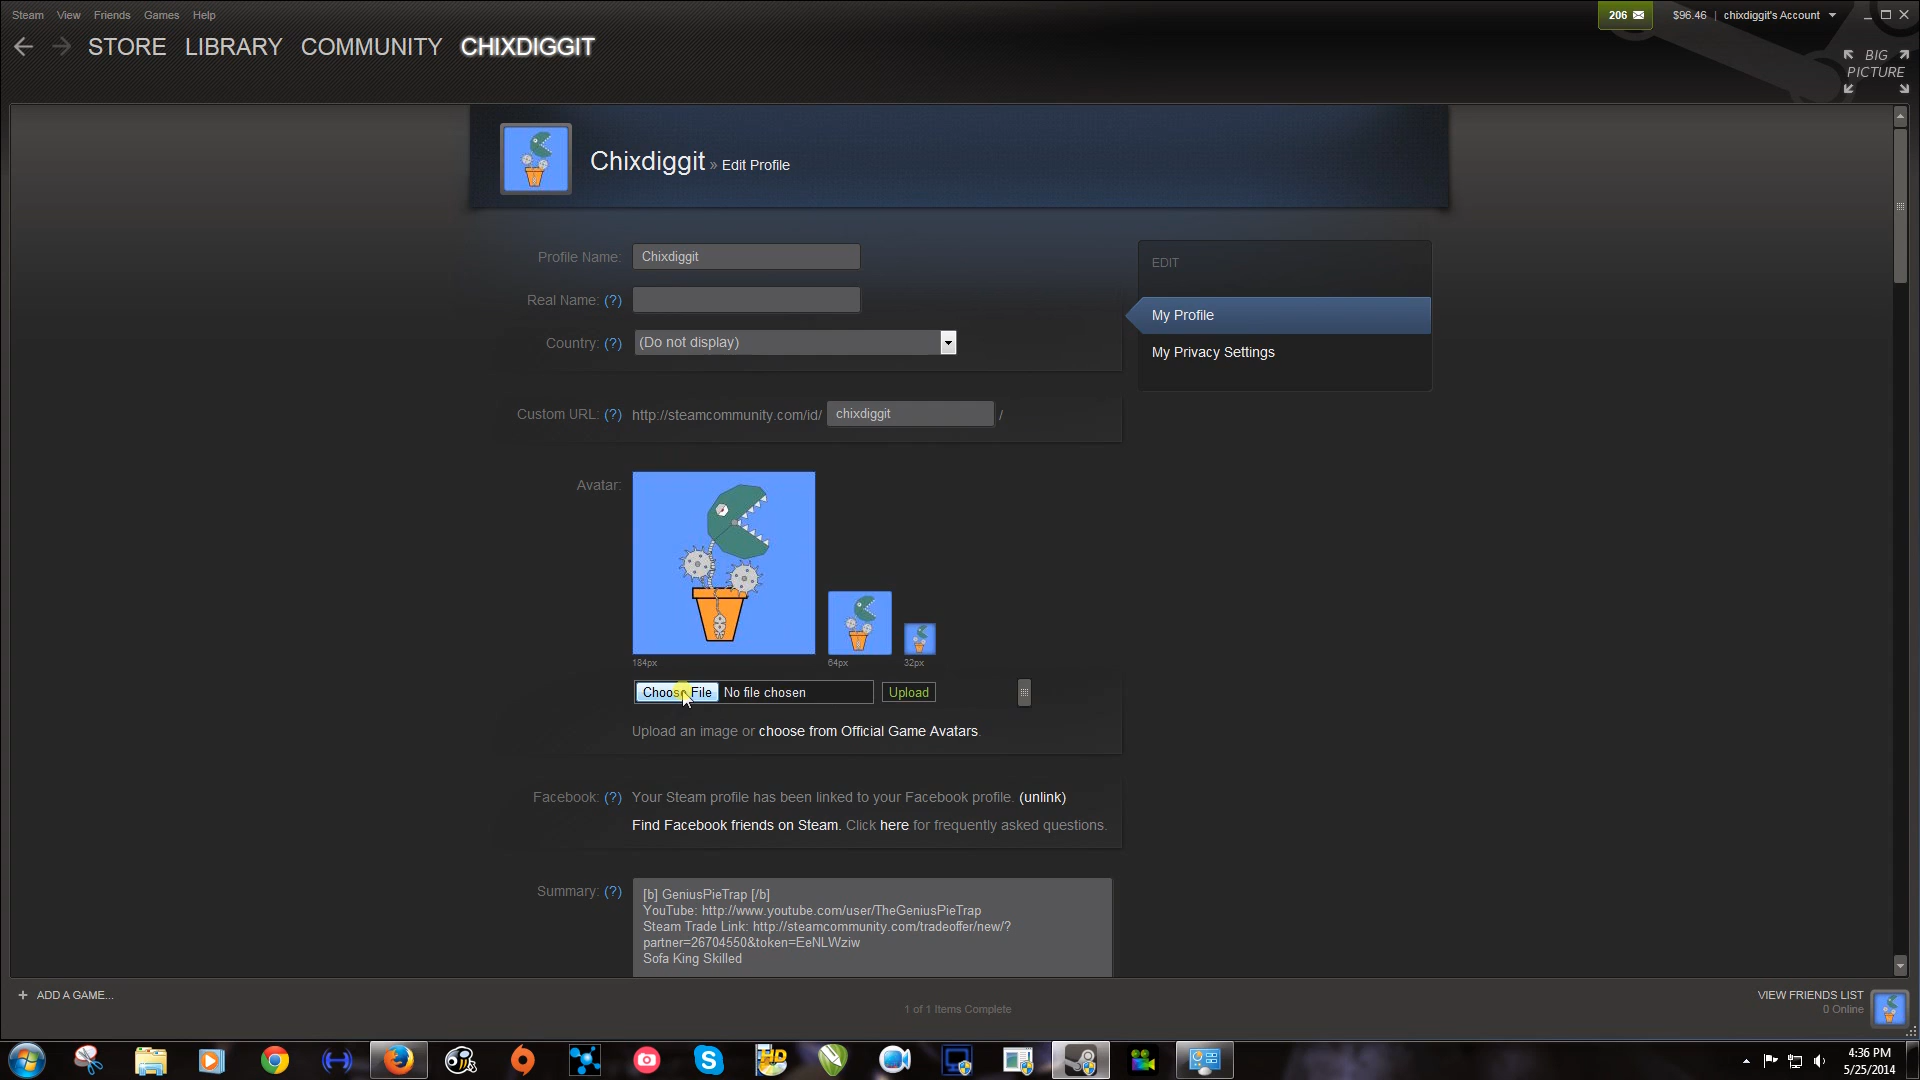 Steam View Friends Games Help
206 $96.46 | chixdiggit's Account
STORE LIBRARY COMMUNITY CHIXDIGGIT
BIG
PICTURE
Chixdiggit » Edit Profile
Profile Name: Chixdiggit
Real Name: (?)
Country: (?) (Do not display)
EDIT
My Profile
My Privacy Settings
Custom URL: (?) http://steamcommunity.com/id/ chixdiggit /
Avatar:
184px 64px 32px
Choose File No file chosen Upload
Upload an image or choose from Official Game Avatars.
Facebook: (?) Your Steam profile has been linked to your Facebook profile. (unlink)
Find Facebook friends on Steam. Click here for frequently asked questions.
Summary: (?) [b] GeniusPieTrap [/b]
YouTube: http://www.youtube.com/user/TheGeniusPieTrap
Steam Trade Link: http://steamcommunity.com/tradeoffer/new/?
partner=26704550&token=EeNLWziw
Sofa King Skilled
+ ADD A GAME...
1 of 1 Items Complete
VIEW FRIENDS LIST
0 Online
4:36 PM
5/25/2014